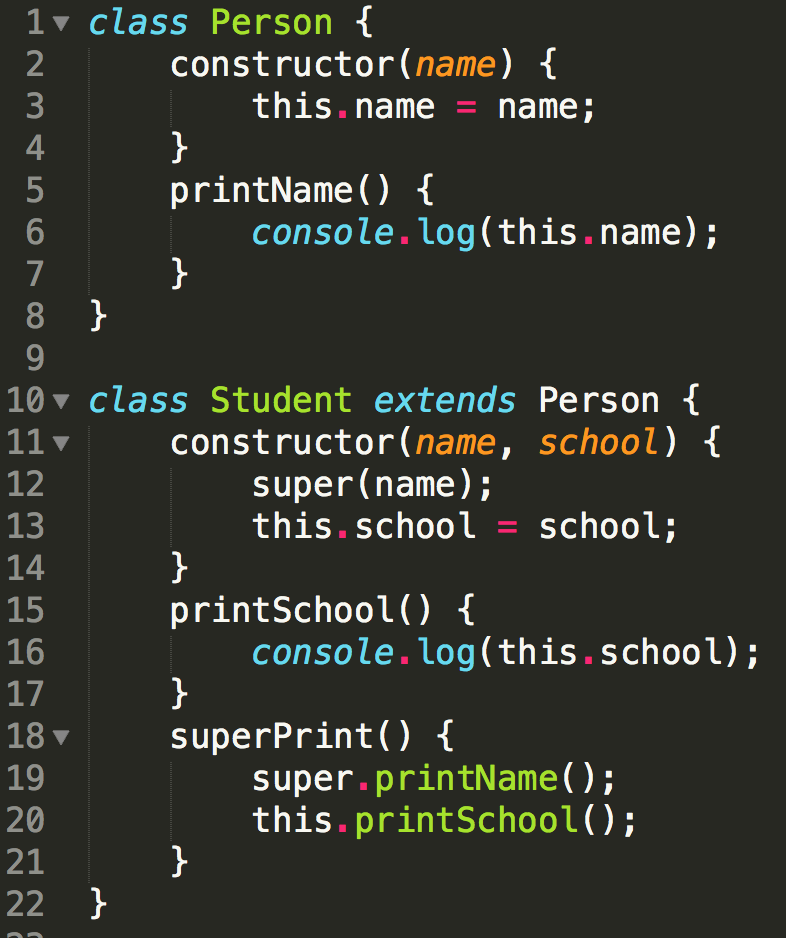 1 class Person {
2     constructor(name) {
3         this.name = name;
4     }
5     printName() {
6         console.log(this.name);
7     }
8 }
9
10 class Student extends Person {
11     constructor(name, school) {
12         super(name);
13         this.school = school;
14     }
15     printSchool() {
16         console.log(this.school);
17     }
18     superPrint() {
19         super.printName();
20         this.printSchool();
21     }
22 }